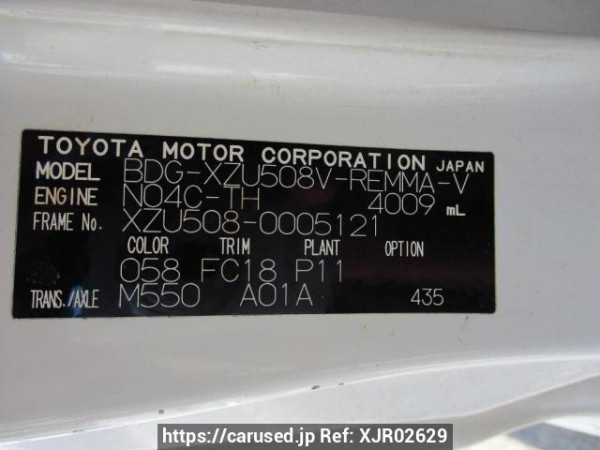 TOYOTA MOTOR CORPORATION JAPAN
MODEL BDG-XZU508V-REMMA-V
ENGINE N04C-TH 4009 mL
FRAME No. XZU508-0005121
COLOR TRIM PLANT OPTION
058 FC18 P11
TRANS./AXLE M550 A01A 435
https://carused.jp Ref: XJR02629